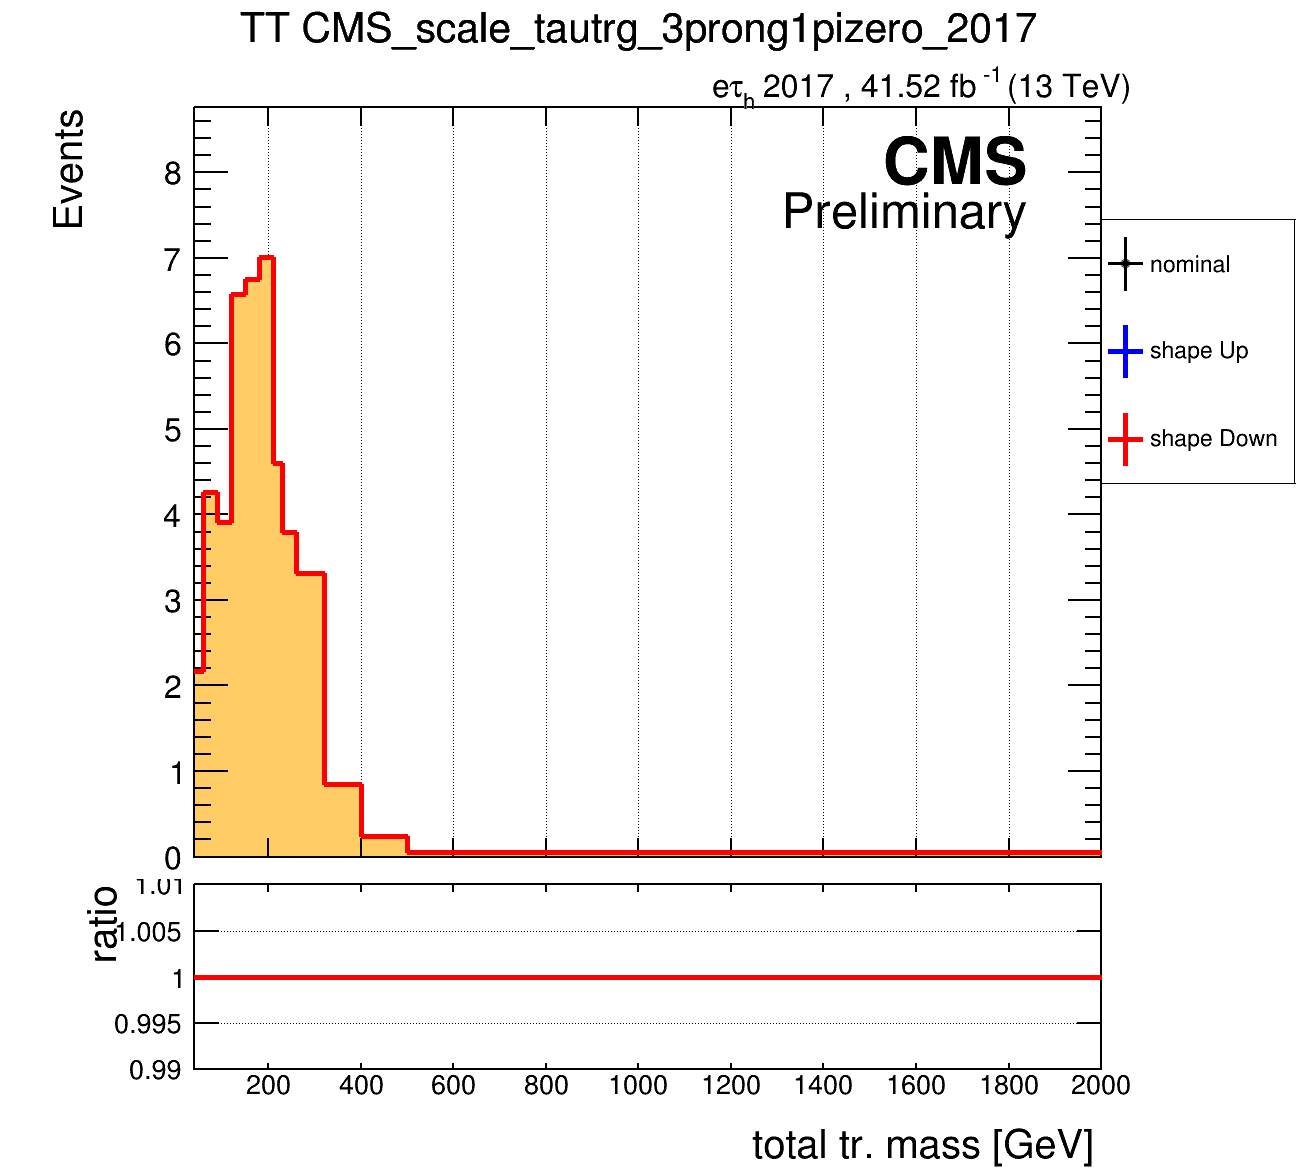 TT CMS_scale_tautrg_3prong1pizero_2017
eτh 2017 , 41.52 fb -1 (13 TeV)
Events
CMS
Preliminary
8
7
6
5
4
3
2
1
0
nominal
shape Up
shape Down
ratio
1.01
1.005
1
0.995
0.99
200 400 600 800 1000 1200 1400 1600 1800 2000
total tr. mass [GeV]